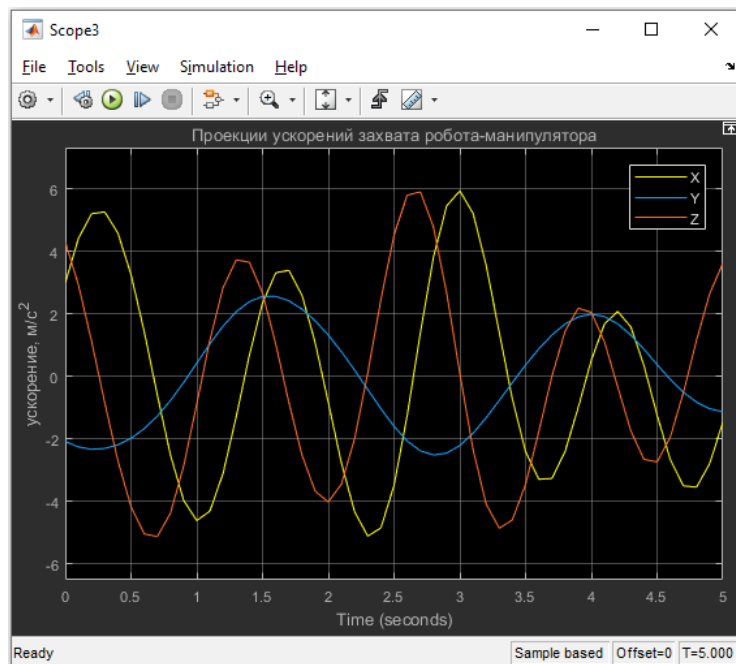 Scope3
File Tools View Simulation Help
Проекции ускорений захвата робота-манипулятора
X
Y
Z
6
4
2
0
-2
-4
-6
ускорение, м/с²
0 0.5 1 1.5 2 2.5 3 3.5 4 4.5 5
Time (seconds)
Ready Sample based Offset=0 T=5.000